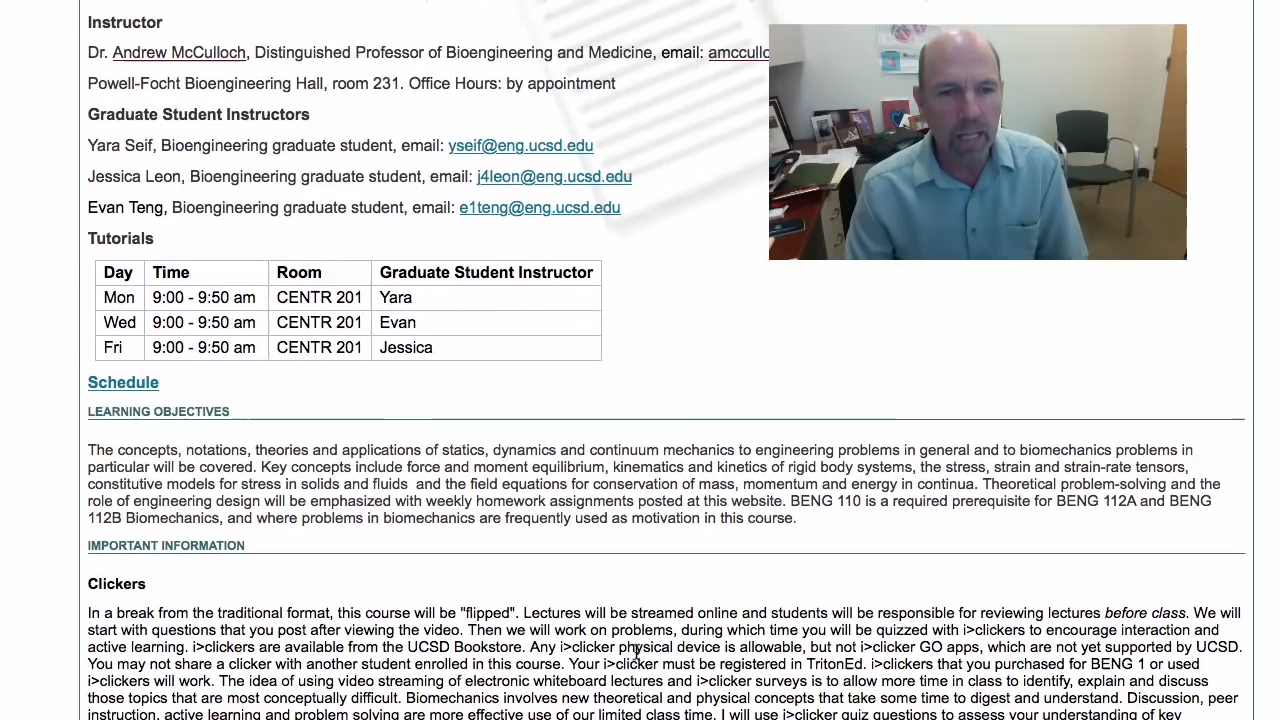 Instructor
Dr. Andrew McCulloch, Distinguished Professor of Bioengineering and Medicine, email: amccullo
Powell-Focht Bioengineering Hall, room 231. Office Hours: by appointment
Graduate Student Instructors
Yara Seif, Bioengineering graduate student, email: yseif@eng.ucsd.edu
Jessica Leon, Bioengineering graduate student, email: j4leon@eng.ucsd.edu
Evan Teng, Bioengineering graduate student, email: e1teng@eng.ucsd.edu
Tutorials
Day Time Room Graduate Student Instructor
Mon 9:00 - 9:50 am CENTR 201 Yara
Wed 9:00 - 9:50 am CENTR 201 Evan
Fri 9:00 - 9:50 am CENTR 201 Jessica
Schedule
LEARNING OBJECTIVES
The concepts, notations, theories and applications of statics, dynamics and continuum mechanics to engineering problems in general and to biomechanics problems in
particular will be covered. Key concepts include force and moment equilibrium, kinematics and kinetics of rigid body systems, the stress, strain and strain-rate tensors,
constitutive models for stress in solids and fluids and the field equations for conservation of mass, momentum and energy in continua. Theoretical problem-solving and the
role of engineering design will be emphasized with weekly homework assignments posted at this website. BENG 110 is a required prerequisite for BENG 112A and BENG
112B Biomechanics, and where problems in biomechanics are frequently used as motivation in this course.
IMPORTANT INFORMATION
Clickers
In a break from the traditional format, this course will be "flipped". Lectures will be streamed online and students will be responsible for reviewing lectures before class. We will
start with questions that you post after viewing the video. Then we will work on problems, during which time you will be quizzed with i>clickers to encourage interaction and
active learning. i>clickers are available from the UCSD Bookstore. Any i>clicker physical device is allowable, but not i>clicker GO apps, which are not yet supported by UCSD.
You may not share a clicker with another student enrolled in this course. Your i>clicker must be registered in TritonEd. i>clickers that you purchased for BENG 1 or used
i>clickers will work. The idea of using video streaming of electronic whiteboard lectures and i>clicker surveys is to allow more time in class to identify, explain and discuss
those topics that are most conceptually difficult. Biomechanics involves new theoretical and physical concepts that take some time to digest and understand. Discussion, peer
instruction, active learning and problem solving are more effective use of our limited class time. I will use i>clicker quiz questions to assess your understanding of key